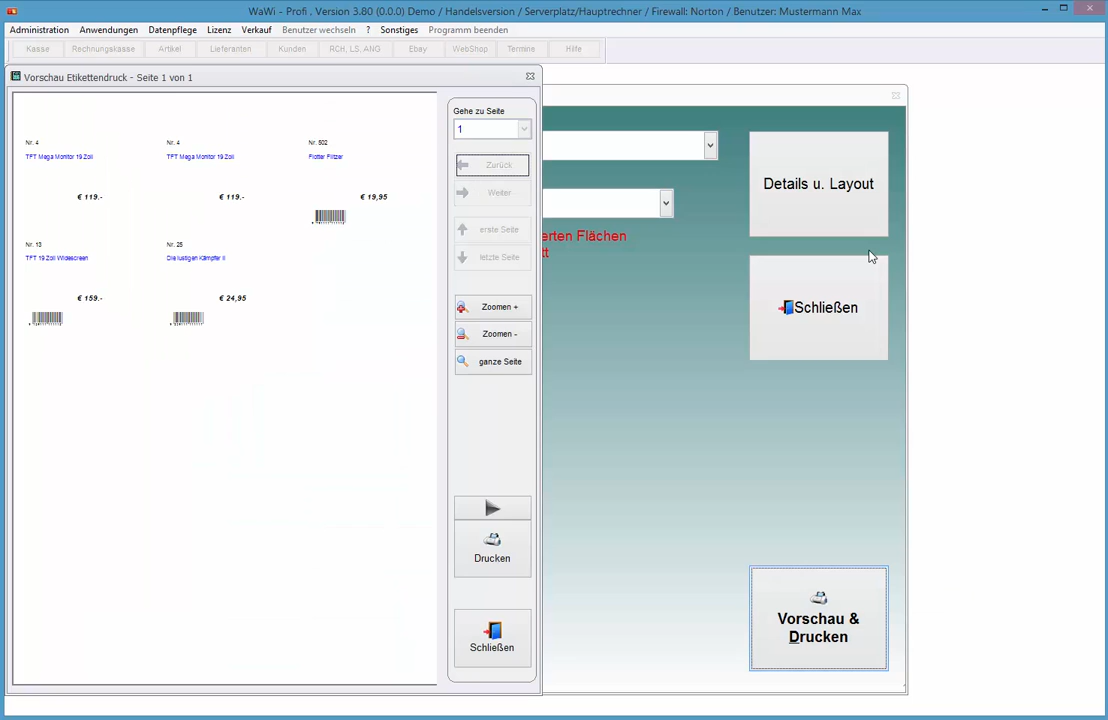 WaWi - Profi , Version 3.80 (0.0.0) Demo / Handelsversion / Serverplatz/Hauptrechner / Firewall: Norton / Benutzer: Mustermann Max
Administration Anwendungen Datenpflege Lizenz Verkauf Benutzer wechseln ? Sonstiges Programm beenden
Kasse Rechnungskasse Artikel Lieferanten Kunden RCH, LS, ANG Ebay WebShop Termine Hilfe
Vorschau Etikettendruck - Seite 1 von 1
Nr. 4 Nr. 4 Nr. 502
TFT Mega Monitor 19 Zoll TFT Mega Monitor 19 Zoll Flotter Flitzer
€ 119.- € 119.- € 19,95
Nr. 13 Nr. 25
TFT 19 Zoll Widescreen Die lustigen Kämpfer II
€ 159.- € 24,95
Gehe zu Seite
1
Zurück
Weiter
erste Seite
letzte Seite
Zoomen +
Zoomen -
ganze Seite
Drucken
Schließen
erten Flächen
tt
Details u. Layout
Schließen
Vorschau &
Drucken